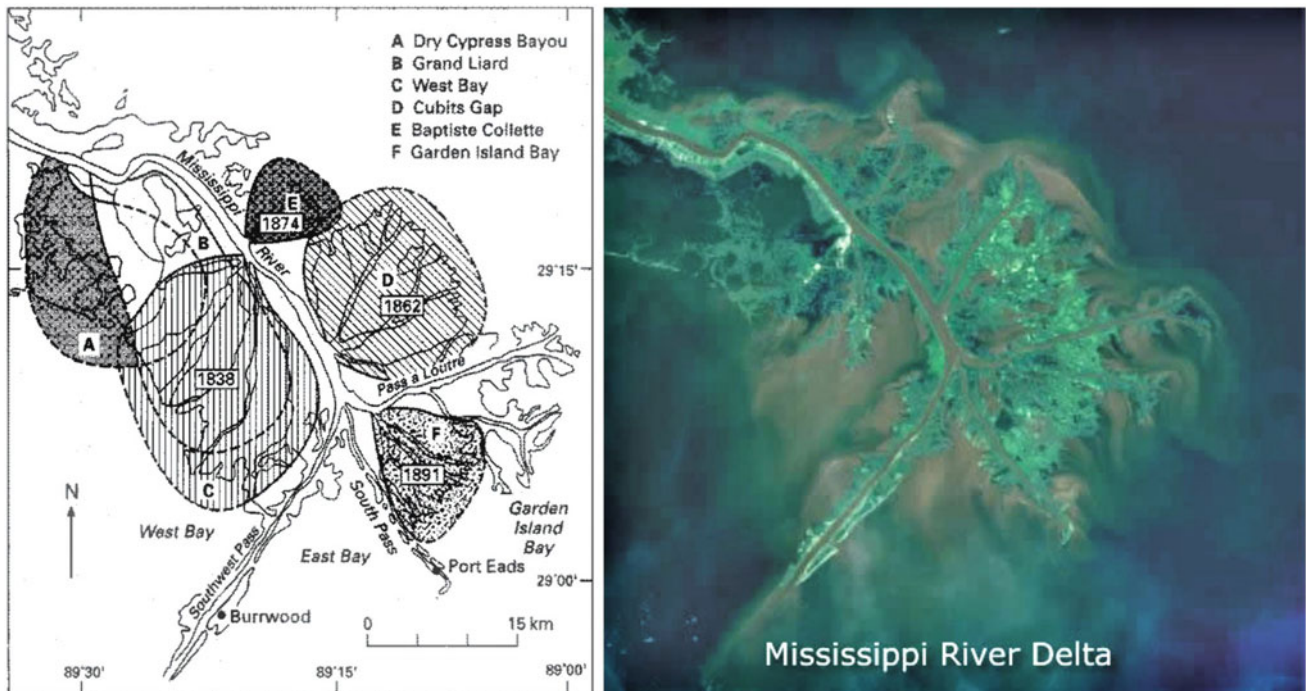 A Dry Cypress Bayou
B Grand Liard
C West Bay
D Cubits Gap
E Baptiste Collette
F Garden Island Bay
Mississippi
River
E
1874
B
29°15'
D
1862
A
1838
Pass a Loutre
F
1891
C
N
West Bay
East Bay
South Pass
Garden
Island
Bay
Southwest Pass
Port Eads
29°00'
Burrwood
0 15 km
89°30' 89°15' 89°00'
Mississippi River Delta